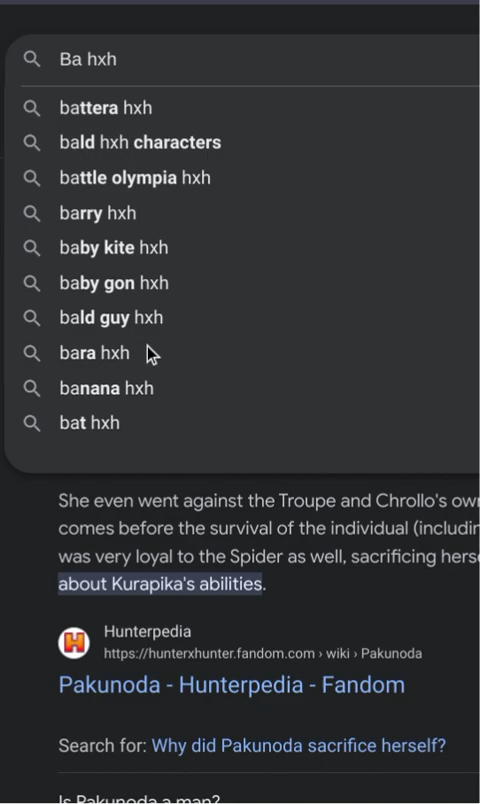 Ba hxh
battera hxh
bald hxh characters
battle olympia hxh
barry hxh
baby kite hxh
baby gon hxh
bald guy hxh
bara hxh
banana hxh
bat hxh
She even went against the Troupe and Chrollo's
comes before the survival of the individual
was very loyal to the Spider as well, sacrificing
about Kurapika's abilities.
Hunterpedia
https://hunterxhunter.fandom.com › wiki › Pakunoda
Pakunoda - Hunterpedia - Fandom
Search for: Why did Pakunoda sacrifice herself?
Is Pakunoda a man?